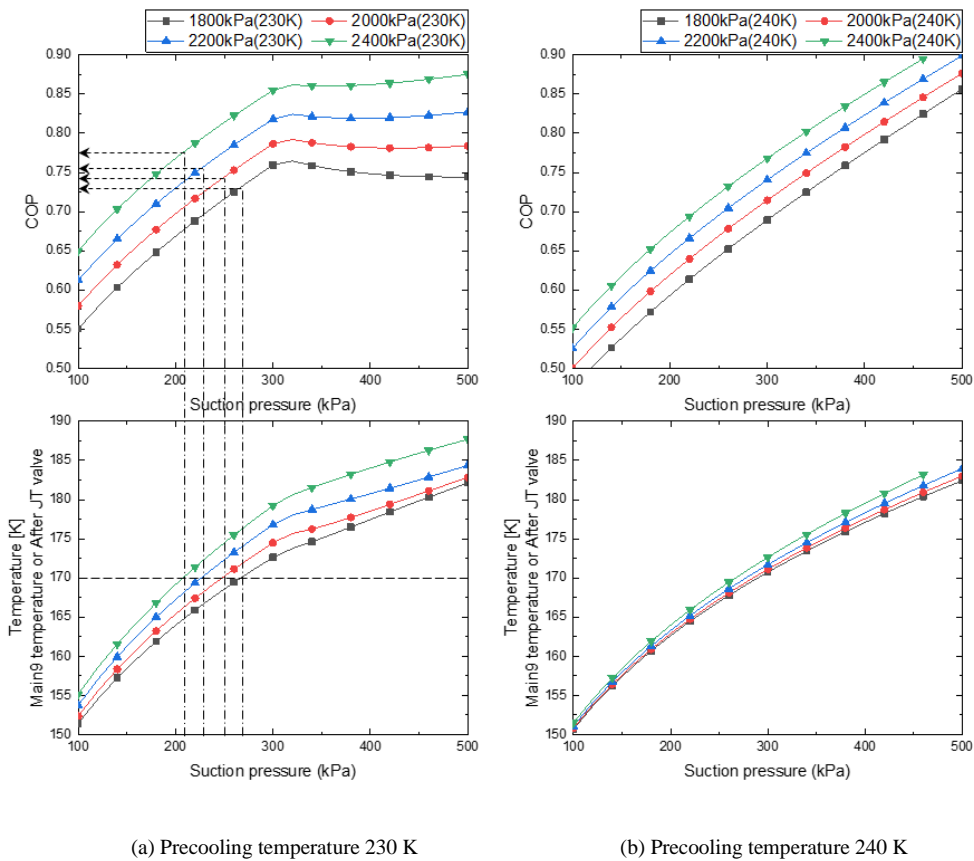 1800kPa(230K) 2000kPa(230K)
2200kPa(230K) 2400kPa(230K)
0.90
0.85
0.80
0.75
0.70
0.65
0.60
0.55
0.50
COP
100 200 300 400 500
Suction pressure (kPa)
1800kPa(240K) 2000kPa(240K)
2200kPa(240K) 2400kPa(240K)
0.90
0.85
0.80
0.75
0.70
0.65
0.60
0.55
0.50
COP
100 200 300 400 500
Suction pressure (kPa)
190
185
180
175
170
165
160
155
150
Temperature [K]
Main9 temperature or After JT valve
100 200 300 400 500
Suction pressure (kPa)
190
185
180
175
170
165
160
155
150
Temperature [K]
Main9 temperature or After JT valve
100 200 300 400 500
Suction pressure (kPa)
(a) Precooling temperature 230 K
(b) Precooling temperature 240 K